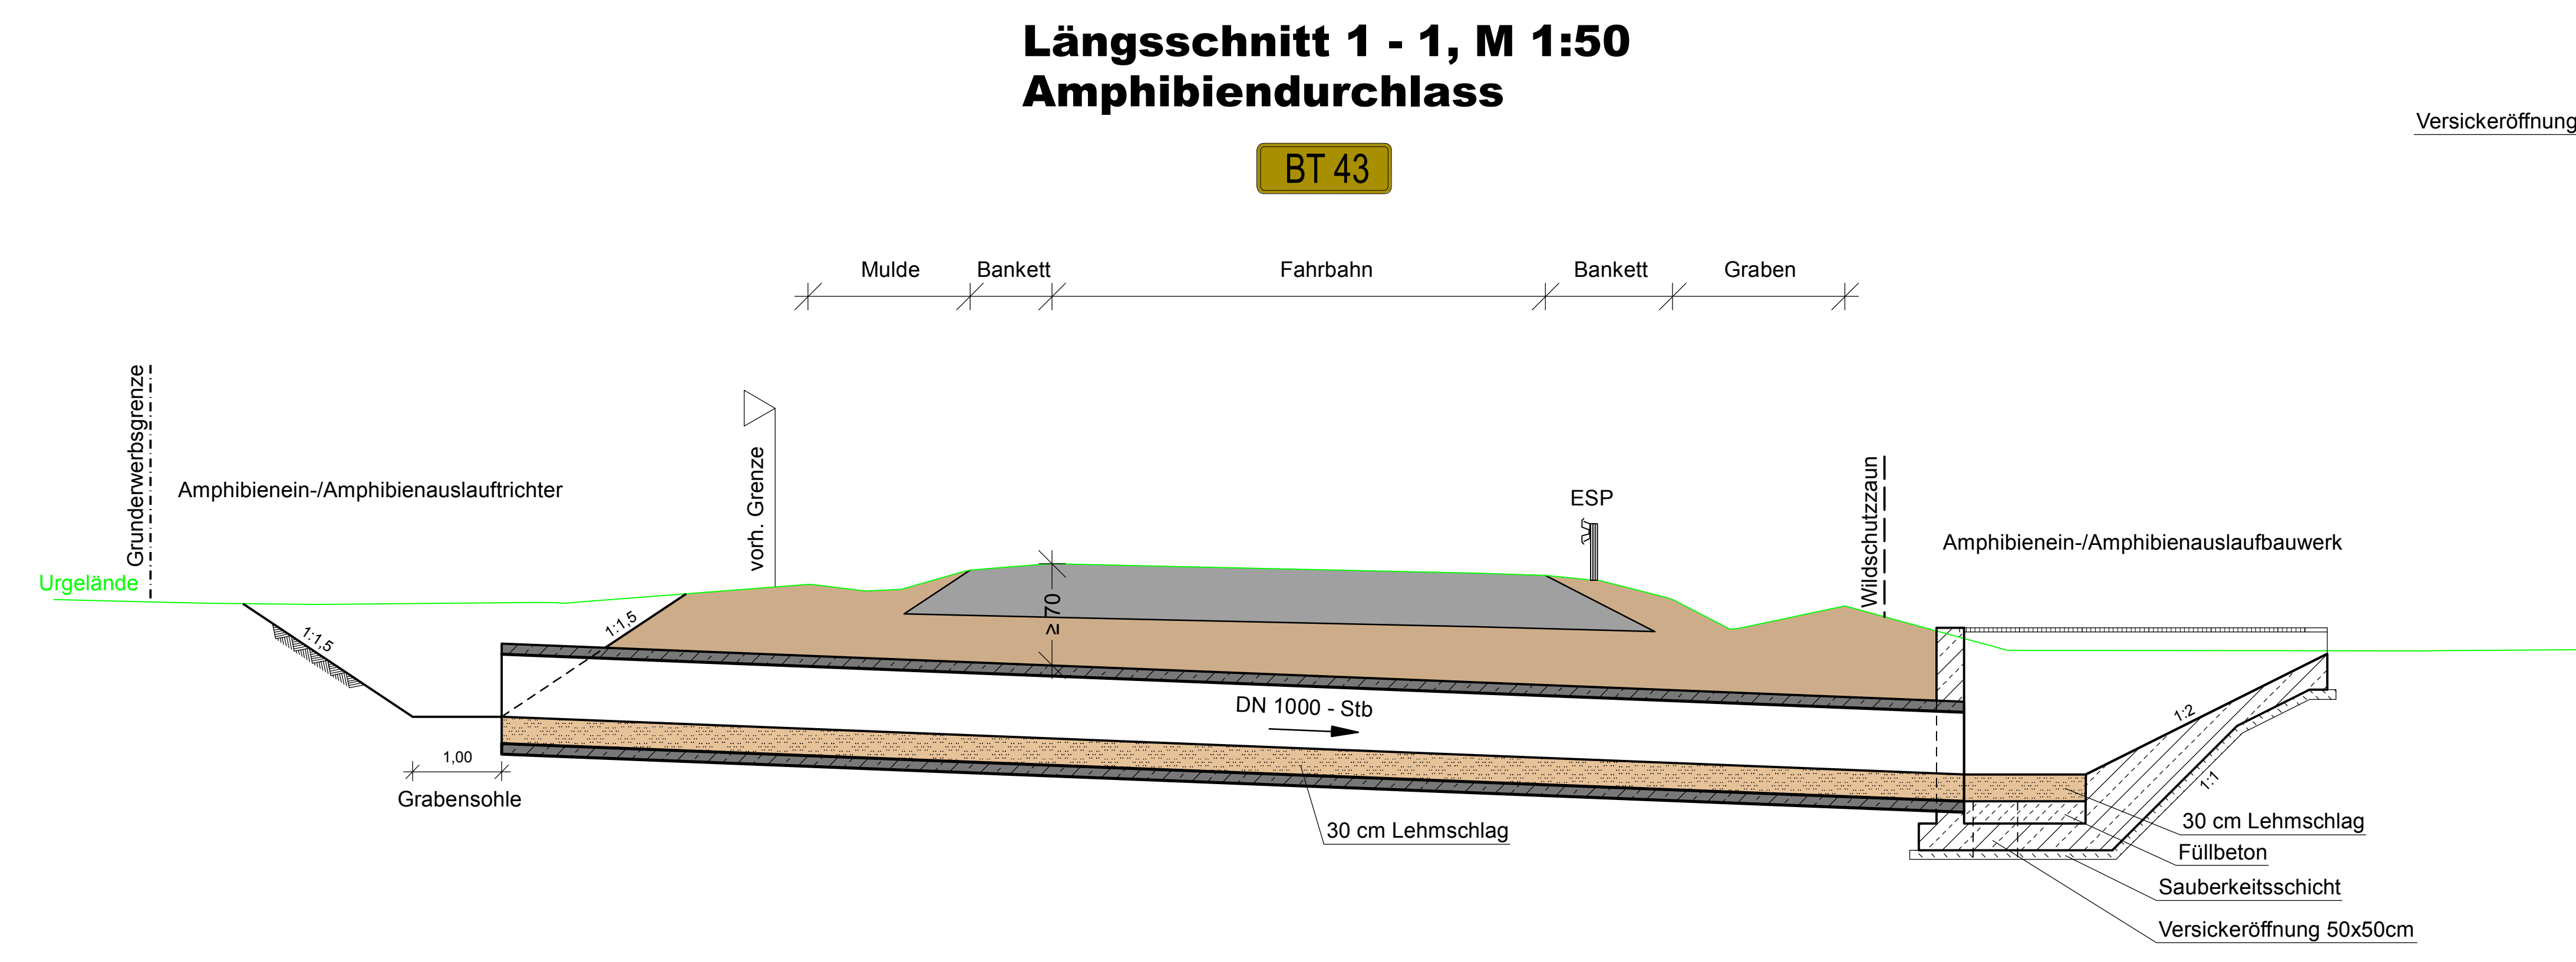 Längsschnitt 1 - 1, M 1:50
Amphibiendurchlass
Versickeröffnung
BT 43
Mulde
Bankett
Fahrbahn
Bankett
Graben
Grunderwerbsgrenze
Amphibienein-/Amphibienauslauftrichter
vorh. Grenze
ESP
Wildschutzzaun
Amphibienein-/Amphibienauslaufbauwerk
Urgelände
1:1,5
1:1,5
≥ 70
DN 1000 - Stb
1:2
1:1
1,00
Grabensohle
30 cm Lehmschlag
30 cm Lehmschlag
Füllbeton
Sauberkeitsschicht
Versickeröffnung 50x50cm